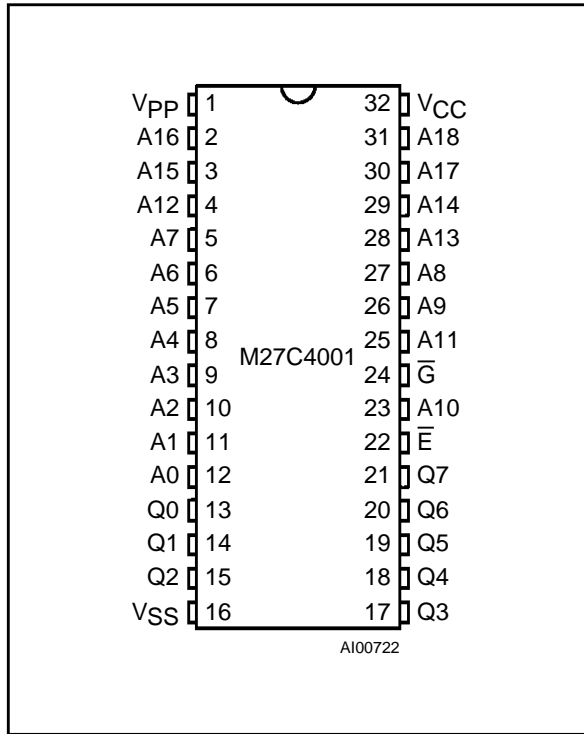 VPP 1 32 VCC
A16 2 31 A18
A15 3 30 A17
A12 4 29 A14
A7 5 28 A13
A6 6 27 A8
A5 7 26 A9
A4 8 25 A11
M27C4001
A3 9 24 G̅
A2 10 23 A10
A1 11 22 E̅
A0 12 21 Q7
Q0 13 20 Q6
Q1 14 19 Q5
Q2 15 18 Q4
VSS 16 17 Q3
AI00722